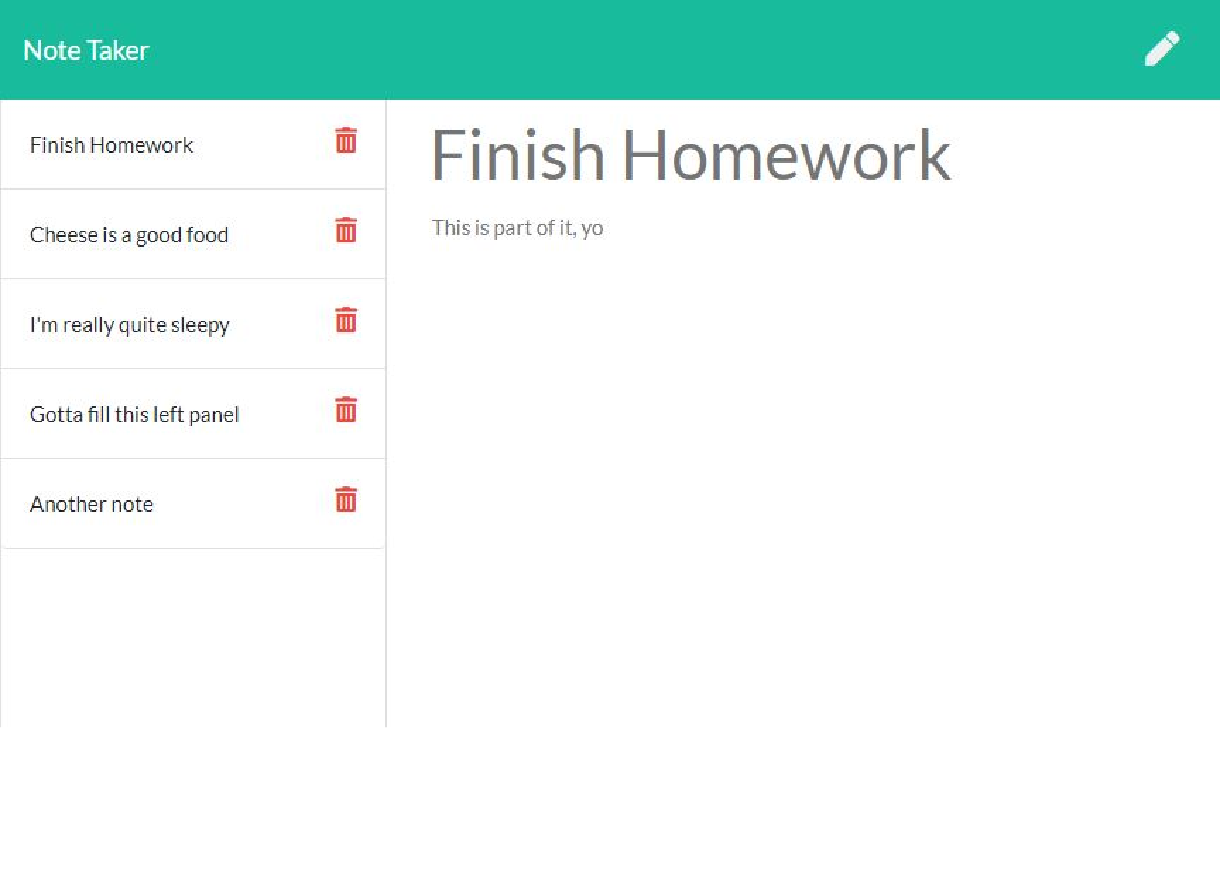 Note Taker
Finish Homework
Cheese is a good food
I'm really quite sleepy
Gotta fill this left panel
Another note
Finish Homework
This is part of it, yo